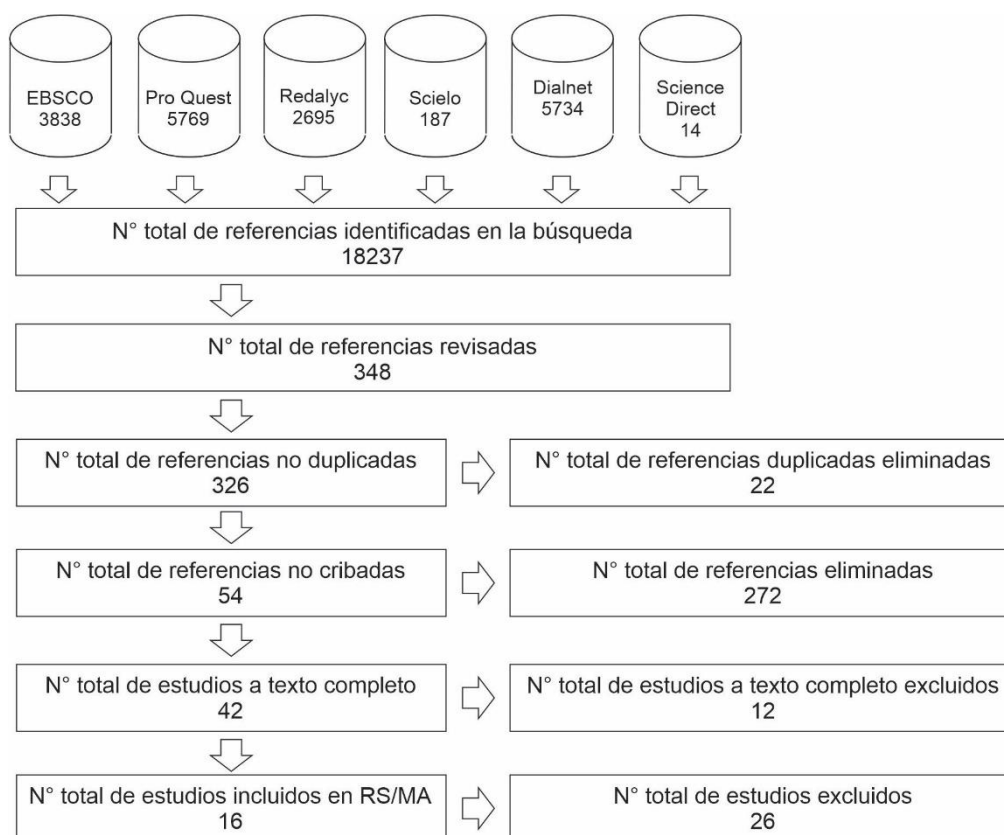 EBSCO
3838
Pro Quest
5769
Redalyc
2695
Scielo
187
Dialnet
5734
Science
Direct
14
N° total de referencias identificadas en la búsqueda
18237
N° total de referencias revisadas
348
N° total de referencias no duplicadas
326
N° total de referencias duplicadas eliminadas
22
N° total de referencias no cribadas
54
N° total de referencias eliminadas
272
N° total de estudios a texto completo
42
N° total de estudios a texto completo excluidos
12
N° total de estudios incluidos en RS/MA
16
N° total de estudios excluidos
26